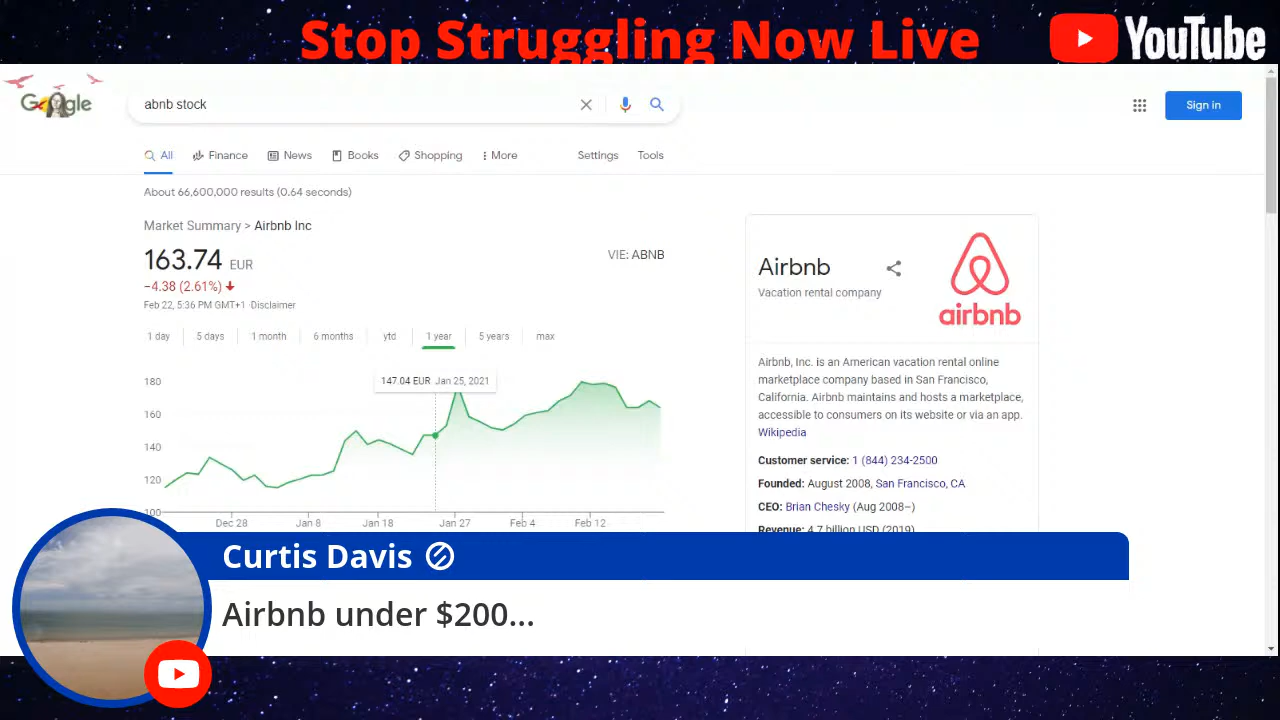 Stop Struggling Now Live
YouTube
Google
abnb stock
Sign in
All Finance News Books Shopping More Settings Tools
About 66,600,000 results (0.64 seconds)
Market Summary > Airbnb Inc
163.74 EUR
VIE: ABNB
−4.38 (2.61%)
Feb 22, 5:36 PM GMT+1 · Disclaimer
1 day 5 days 1 month 6 months ytd 1 year 5 years max
147.04 EUR Jan 25, 2021
180
160
140
120
100
Dec 28 Jan 8 Jan 18 Jan 27 Feb 4 Feb 12
Airbnb
Vacation rental company
airbnb
Airbnb, Inc. is an American vacation rental online
marketplace company based in San Francisco,
California. Airbnb maintains and hosts a marketplace,
accessible to consumers on its website or via an app.
Wikipedia
Customer service: 1 (844) 234-2500
Founded: August 2008, San Francisco, CA
CEO: Brian Chesky (Aug 2008–)
Revenue: 4.7 billion USD (2019)
Curtis Davis
Airbnb under $200...